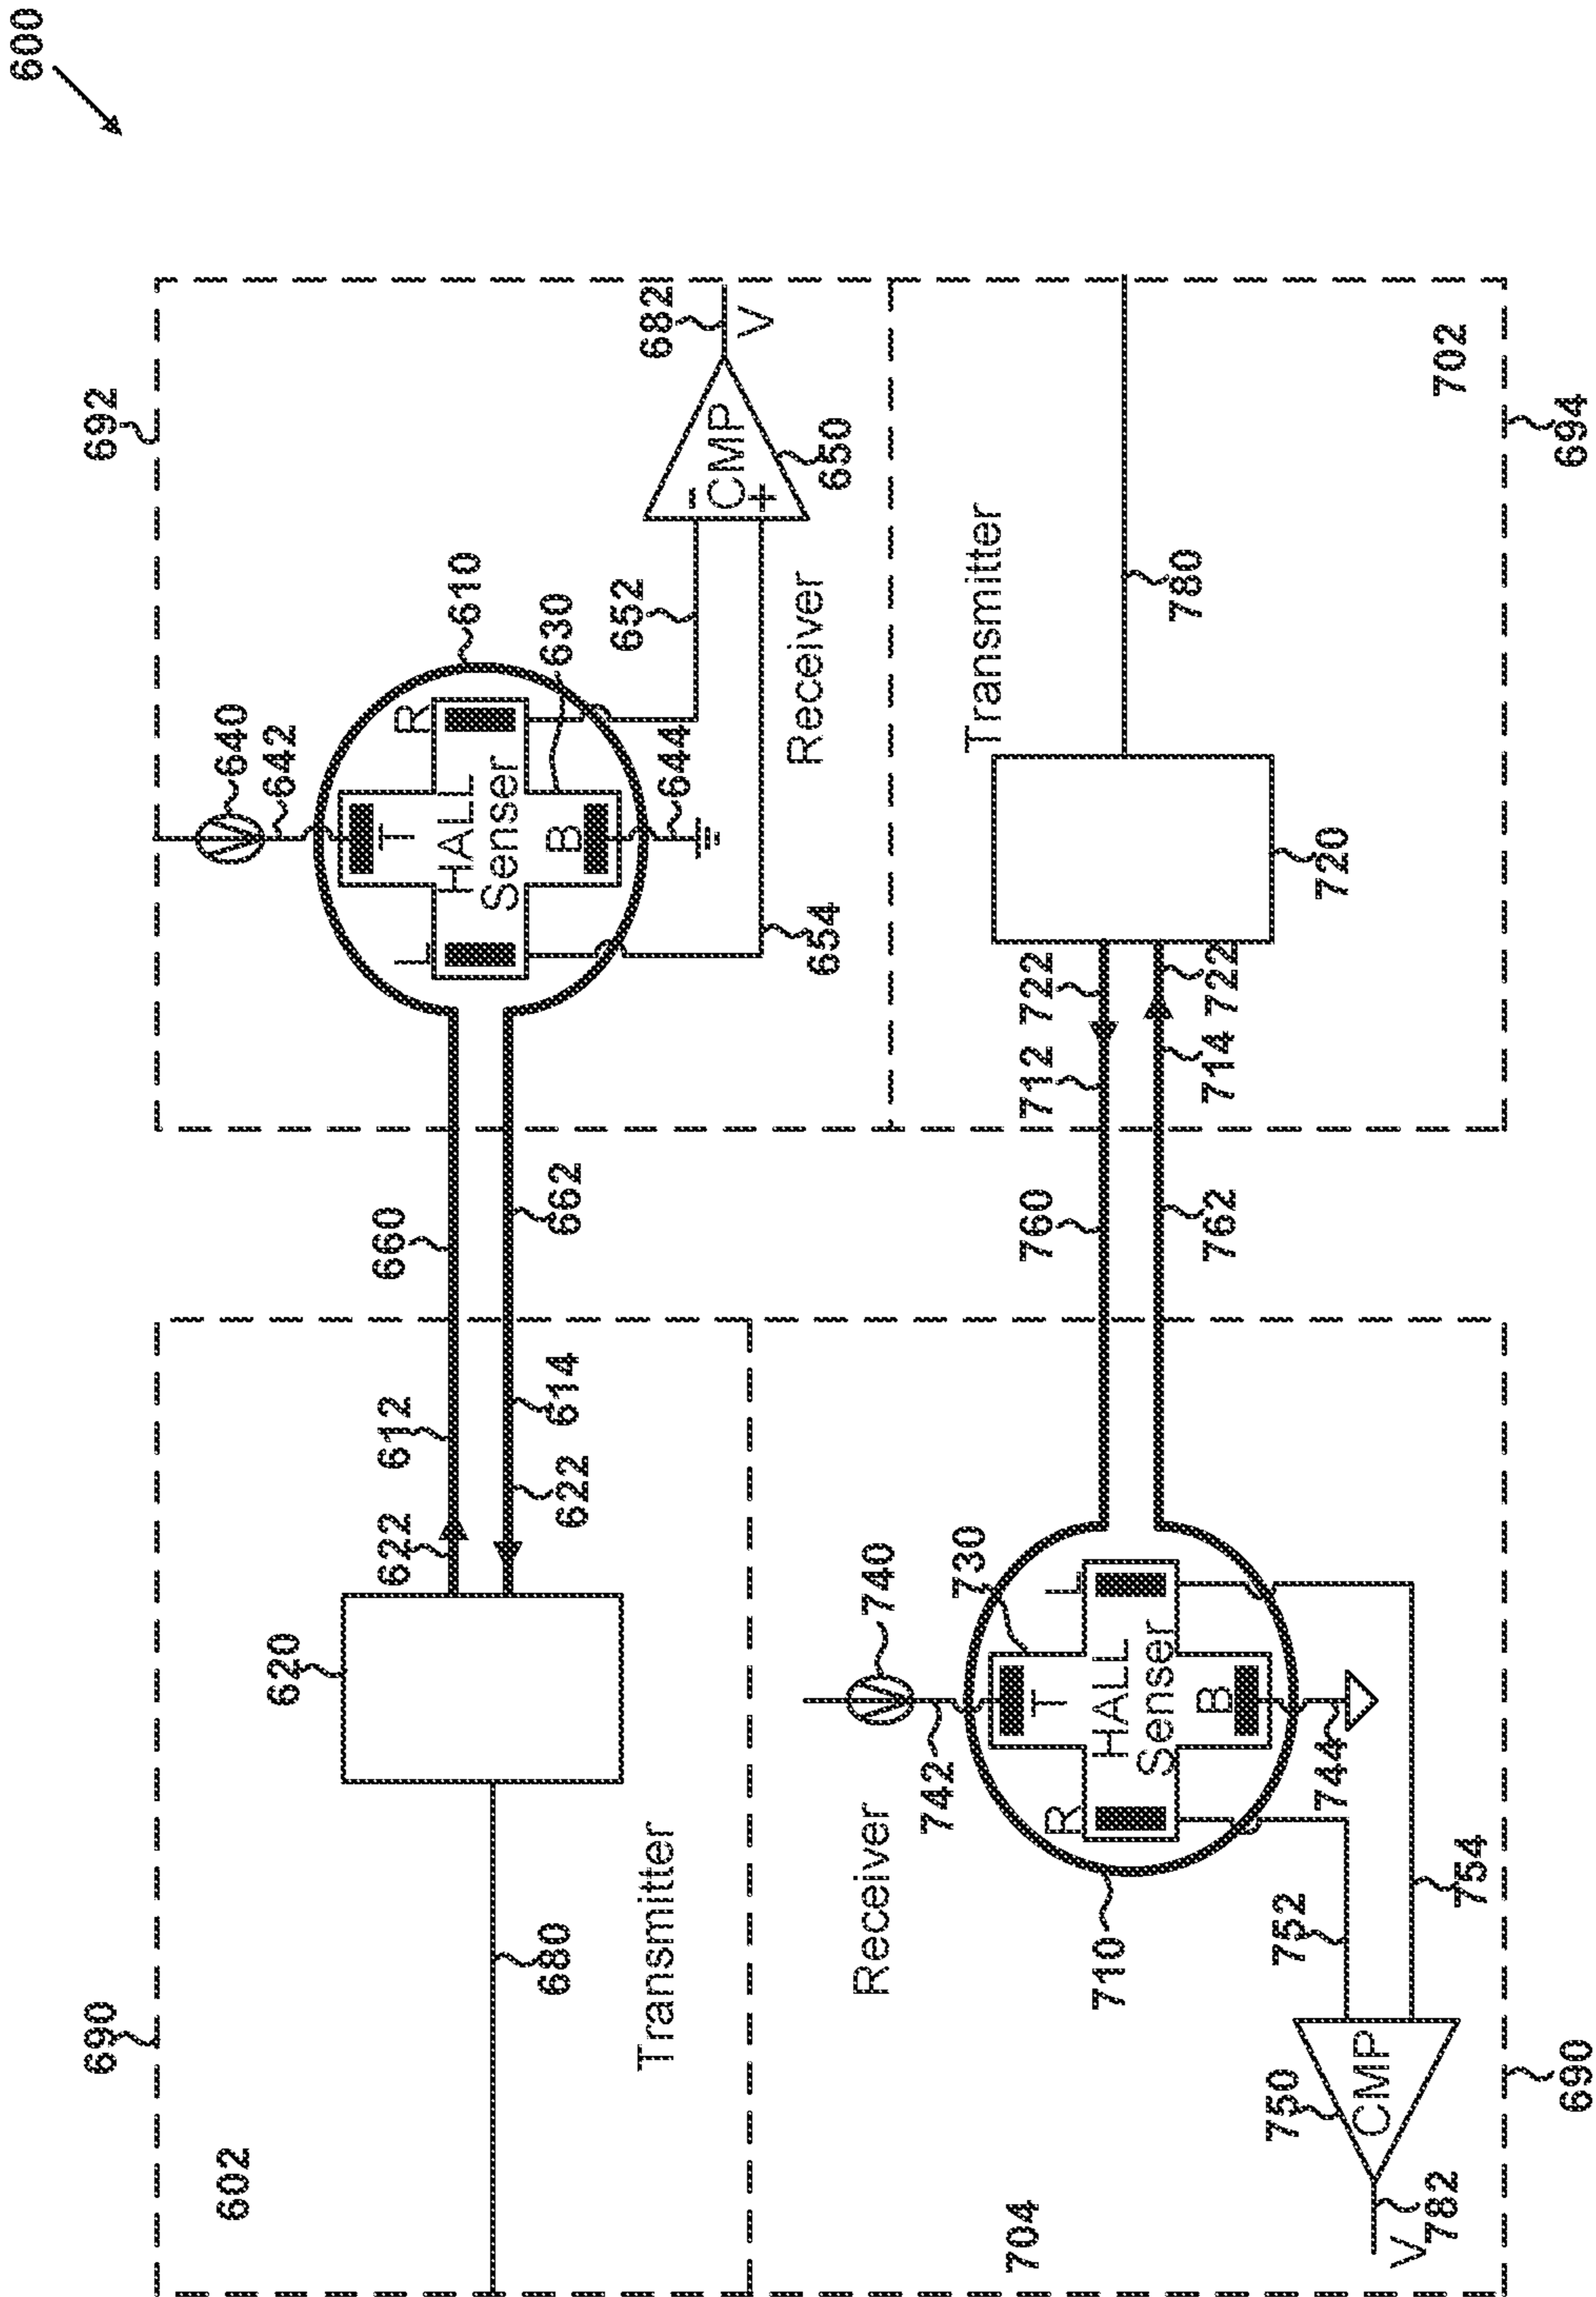 600
690
692
602
620
622
612
660
640
642
610
T
L
HALL
R
Senser
B
630
644
622
614
662
680
652
682
-
CMP
+
V
650
654
Transmitter
Receiver
Receiver
Transmitter
704
740
742
730
T
R
HALL
L
Senser
B
710
744
760
712
722
762
714
722
720
780
752
750
CMP
754
V
782
702
690
694